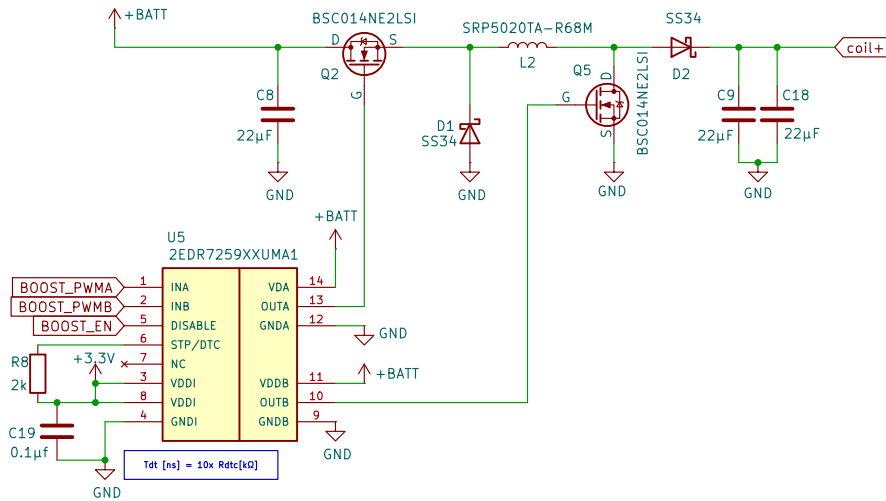 +BATT
BSC014NE2LSI
D
S
Q2
G
C8
22µF
GND
SRP5020TA-R68M
L2
D1
SS34
GND
Q5
D
G
S
BSC014NE2LSI
GND
SS34
D2
C9
22µF
C18
22µF
GND
coil+
U5
2EDR7259XXUMA1
+BATT
BOOST_PWMA
1
INA
BOOST_PWMB
2
INB
BOOST_EN
5
DISABLE
6
STP/DTC
7
NC
3
VDDI
8
VDDI
4
GNDI
VDA
14
OUTA
13
GNDA
12
GND
VDDB
11
+BATT
OUTB
10
GNDB
9
GND
R8
2k
+3.3V
C19
0.1µf
GND
Tdt [ns] = 10x Rdtc[kΩ]